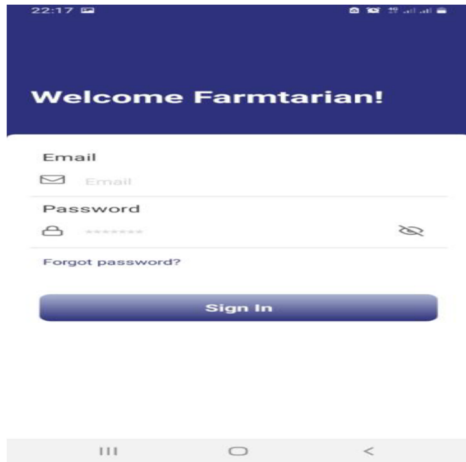 22:17
Welcome Farmtarian!
Email
Email
Password
*******
Forgot password?
Sign In